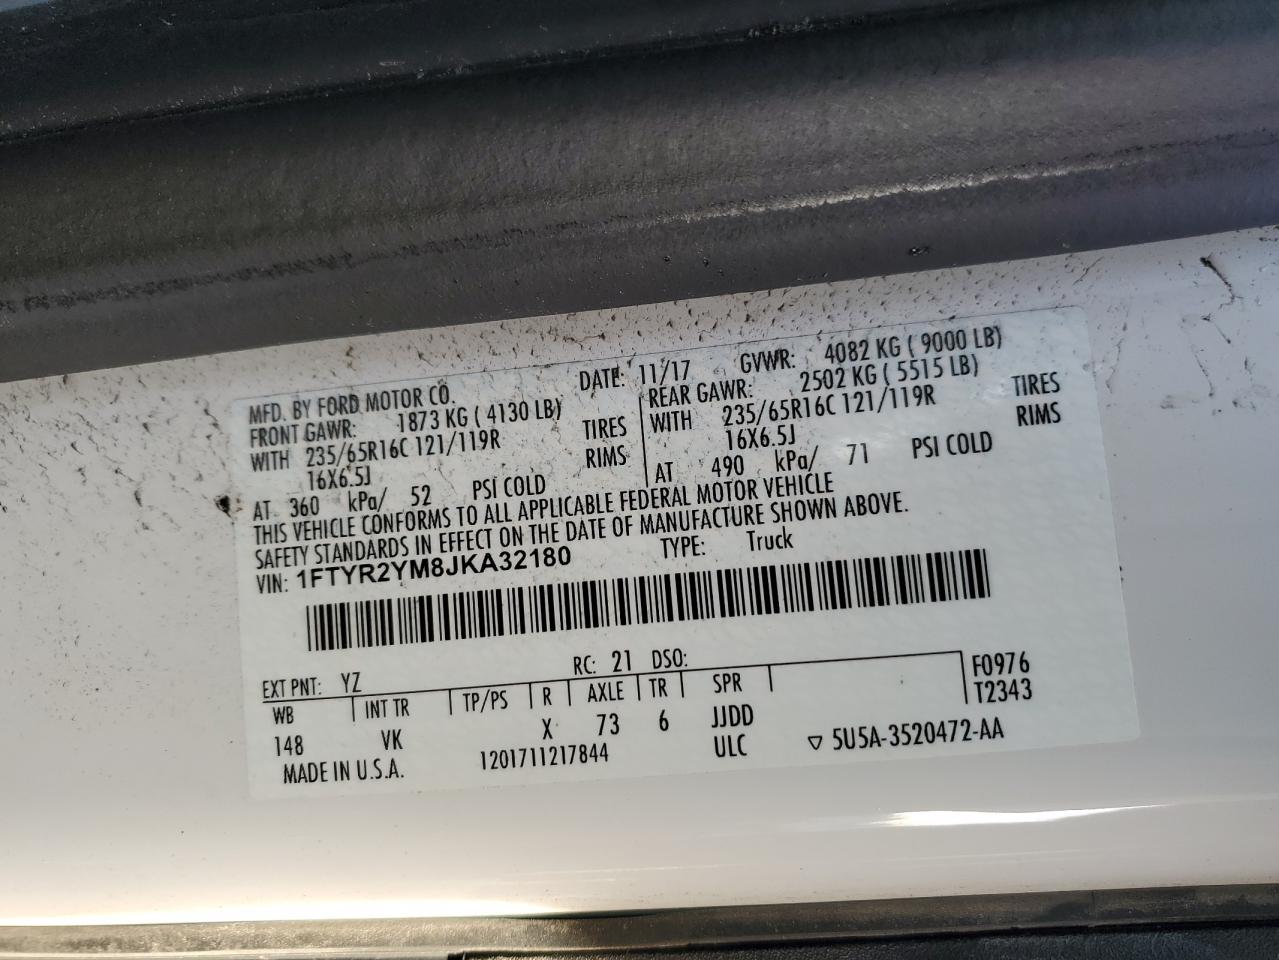 MFD. BY FORD MOTOR CO. DATE: 11/17 GVWR: 4082 KG ( 9000 LB)
FRONT GAWR: 1873 KG ( 4130 LB) REAR GAWR: 2502 KG ( 5515 LB)
WITH 235/65R16C 121/119R TIRES WITH 235/65R16C 121/119R TIRES
16X6.5J RIMS 16X6.5J RIMS
AT 360 kPa/ 52 PSI COLD AT 490 kPa/ 71 PSI COLD
THIS VEHICLE CONFORMS TO ALL APPLICABLE FEDERAL MOTOR VEHICLE
SAFETY STANDARDS IN EFFECT ON THE DATE OF MANUFACTURE SHOWN ABOVE.
VIN: 1FTYR2YM8JKA32180 TYPE: Truck
EXT PNT: YZ RC: 21 DSO:
WB INT TR TP/PS R AXLE TR SPR F0976
T2343
148 VK X 73 6 JJDD
MADE IN U.S.A. 1201711217844 ULC ▽ 5U5A-3520472-AA